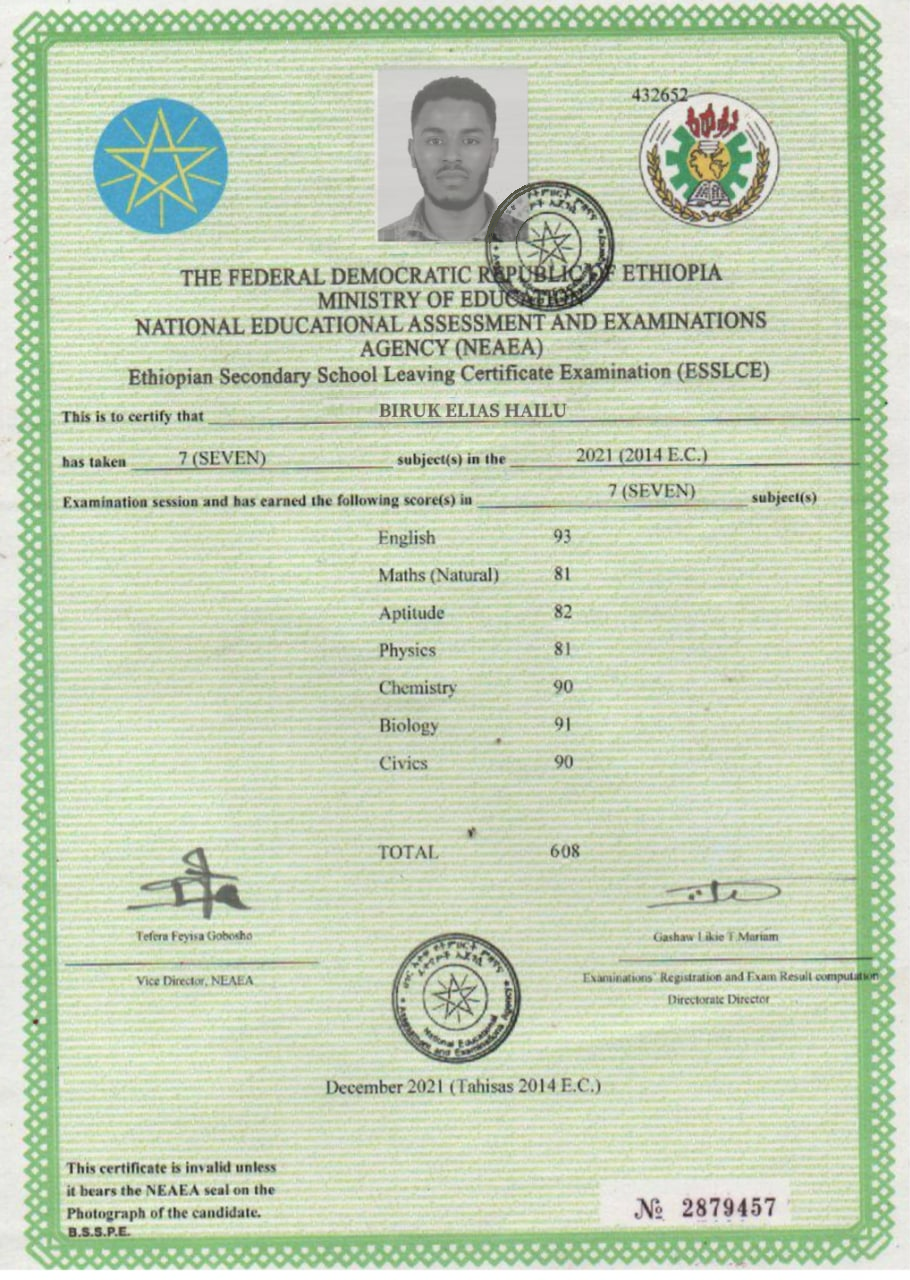 432652
THE FEDERAL DEMOCRATIC REPUBLIC OF ETHIOPIA
MINISTRY OF EDUCATION
NATIONAL EDUCATIONAL ASSESSMENT AND EXAMINATIONS
AGENCY (NEAEA)
Ethiopian Secondary School Leaving Certificate Examination (ESSLCE)
This is to certify that BIRUK ELIAS HAILU
has taken 7 (SEVEN) subject(s) in the 2021 (2014 E.C.)
Examination session and has earned the following score(s) in 7 (SEVEN) subject(s)
English 93
Maths (Natural) 81
Aptitude 82
Physics 81
Chemistry 90
Biology 91
Civics 90
TOTAL 608
Tefera Feyisa Gobosho
Vice Director, NEAEA
Gashaw Likie T.Mariam
Examinations' Registration and Exam Result computation
Directorate Director
National Educational
Assessment and Examinations Agency
December 2021 (Tahisas 2014 E.C.)
This certificate is invalid unless
it bears the NEAEA seal on the
Photograph of the candidate.
B.S.S.P.E.
№ 2879457